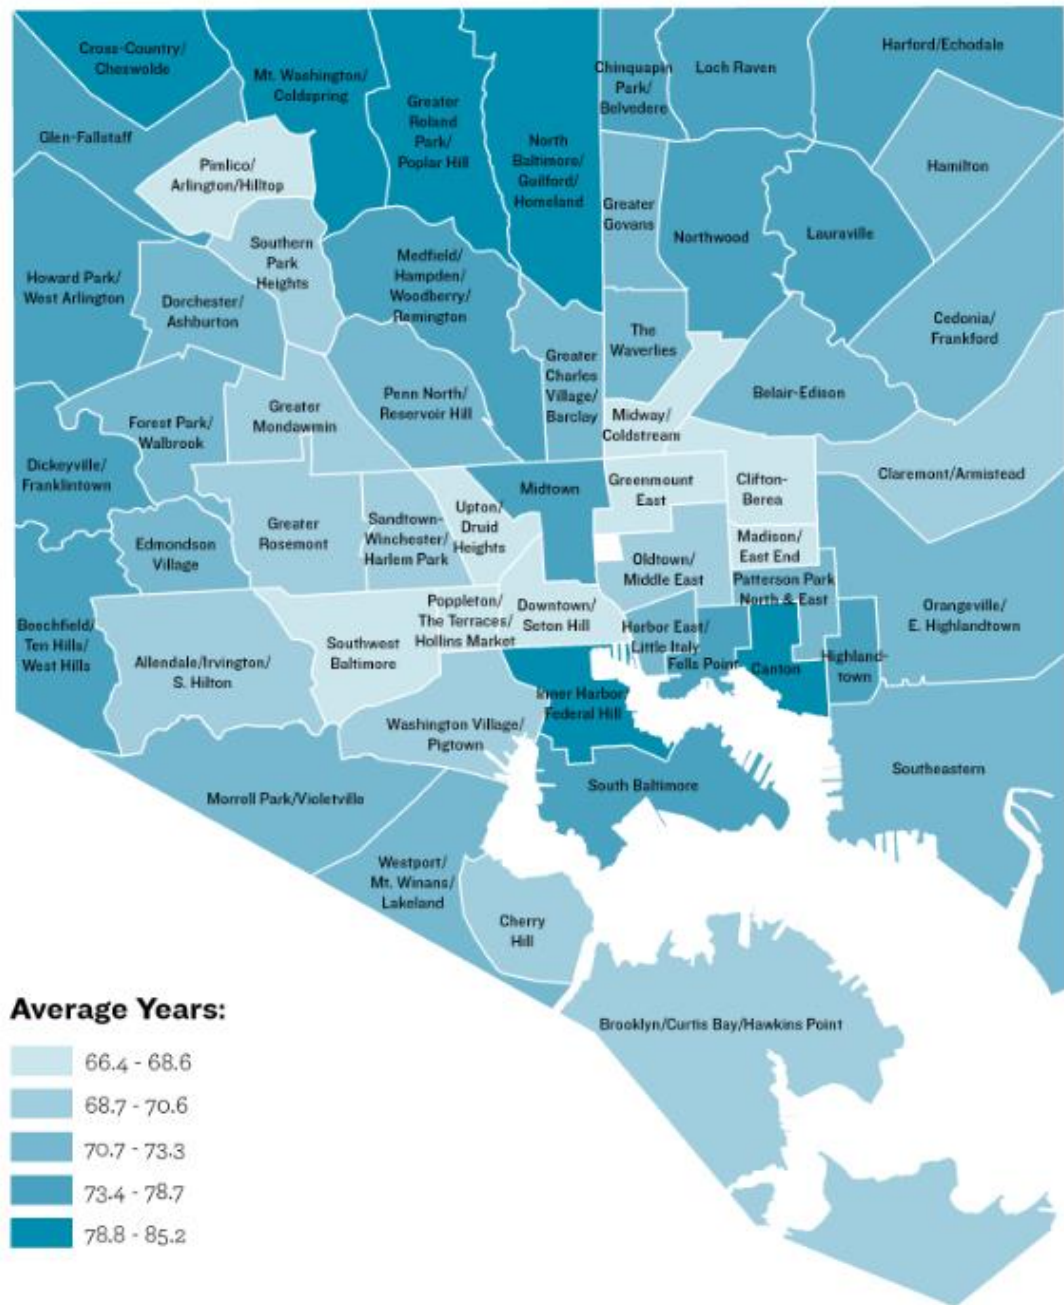 Cross-Country/
Cheswolde
Mt. Washington/
Coldspring
Greater
Roland
Park/
Poplar Hill
North
Baltimore/
Guilford/
Homeland
Chinquapin
Park/
Belvedere
Loch Raven
Harford/Echodale
Glen-Fallstaff
Pimlico/
Arlington/Hilltop
Hamilton
Greater
Govans
Northwood
Lauraville
Southern
Park
Heights
Howard Park/
West Arlington
Dorchester/
Ashburton
Medfield/
Hampden/
Woodberry/
Remington
Cedonia/
Frankford
The
Waverlies
Greater
Charles
Village/
Barclay
Belair-Edison
Penn North/
Reservoir Hill
Greater
Mondawmin
Forest Park/
Walbrook
Midway/
Coldstream
Dickeyville/
Franklintown
Claremont/Armistead
Midtown
Greenmount
East
Clifton-
Berea
Upton/
Druid
Heights
Sandtown-
Winchester/
Harlem Park
Greater
Rosemont
Edmondson
Village
Madison/
East End
Oldtown/
Middle East
Patterson Park
North & East
Poppleton/
The Terraces/
Hollins Market
Downtown/
Seton Hill
Orangeville/
E. Highlandtown
Beechfield/
Ten Hills/
West Hills
Allendale/Irvington/
S. Hilton
Southwest
Baltimore
Harbor East/
Little Italy
Fells Point
Canton
Highland-
town
Inner Harbor/
Federal Hill
Washington Village/
Pigtown
Southeastern
South Baltimore
Morrell Park/Violetville
Westport/
Mt. Winans/
Lakeland
Cherry
Hill
Brooklyn/Curtis Bay/Hawkins Point
Average Years:
66.4 - 68.6
68.7 - 70.6
70.7 - 73.3
73.4 - 78.7
78.8 - 85.2